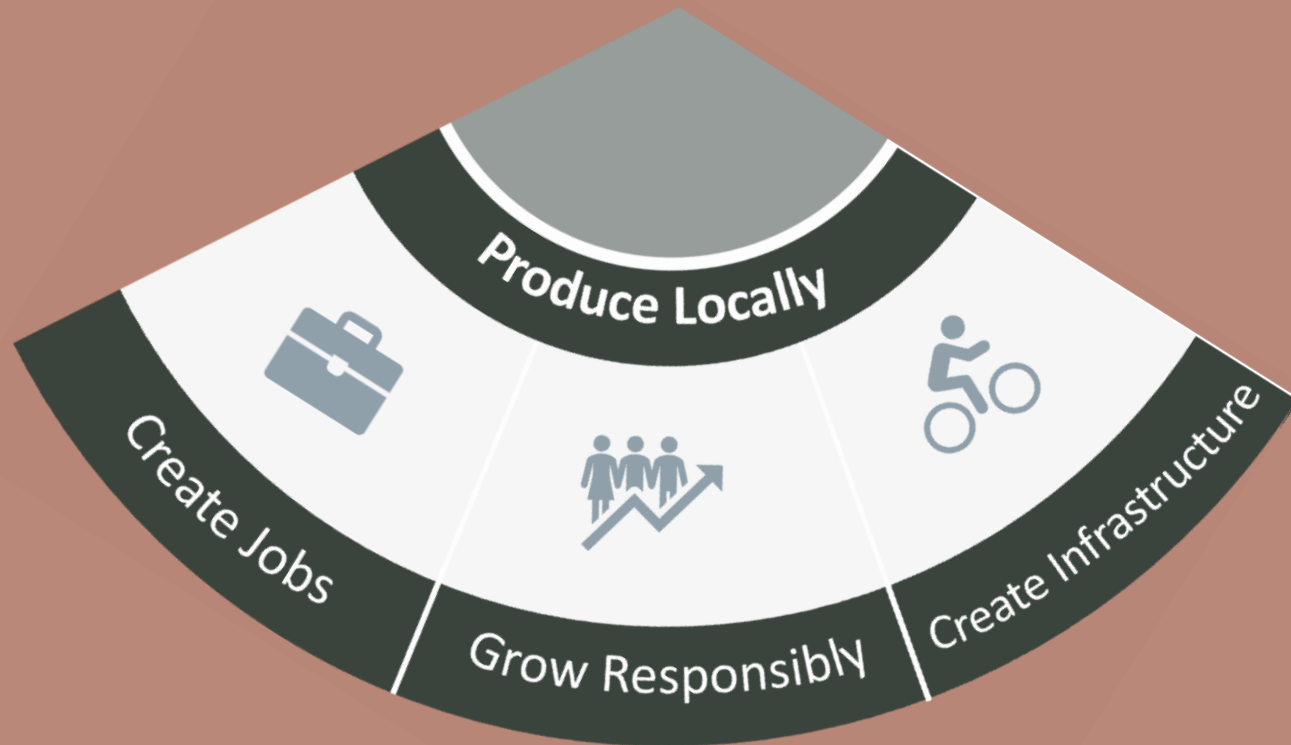 Produce Locally
Create Jobs
Grow Responsibly
Create Infrastructure